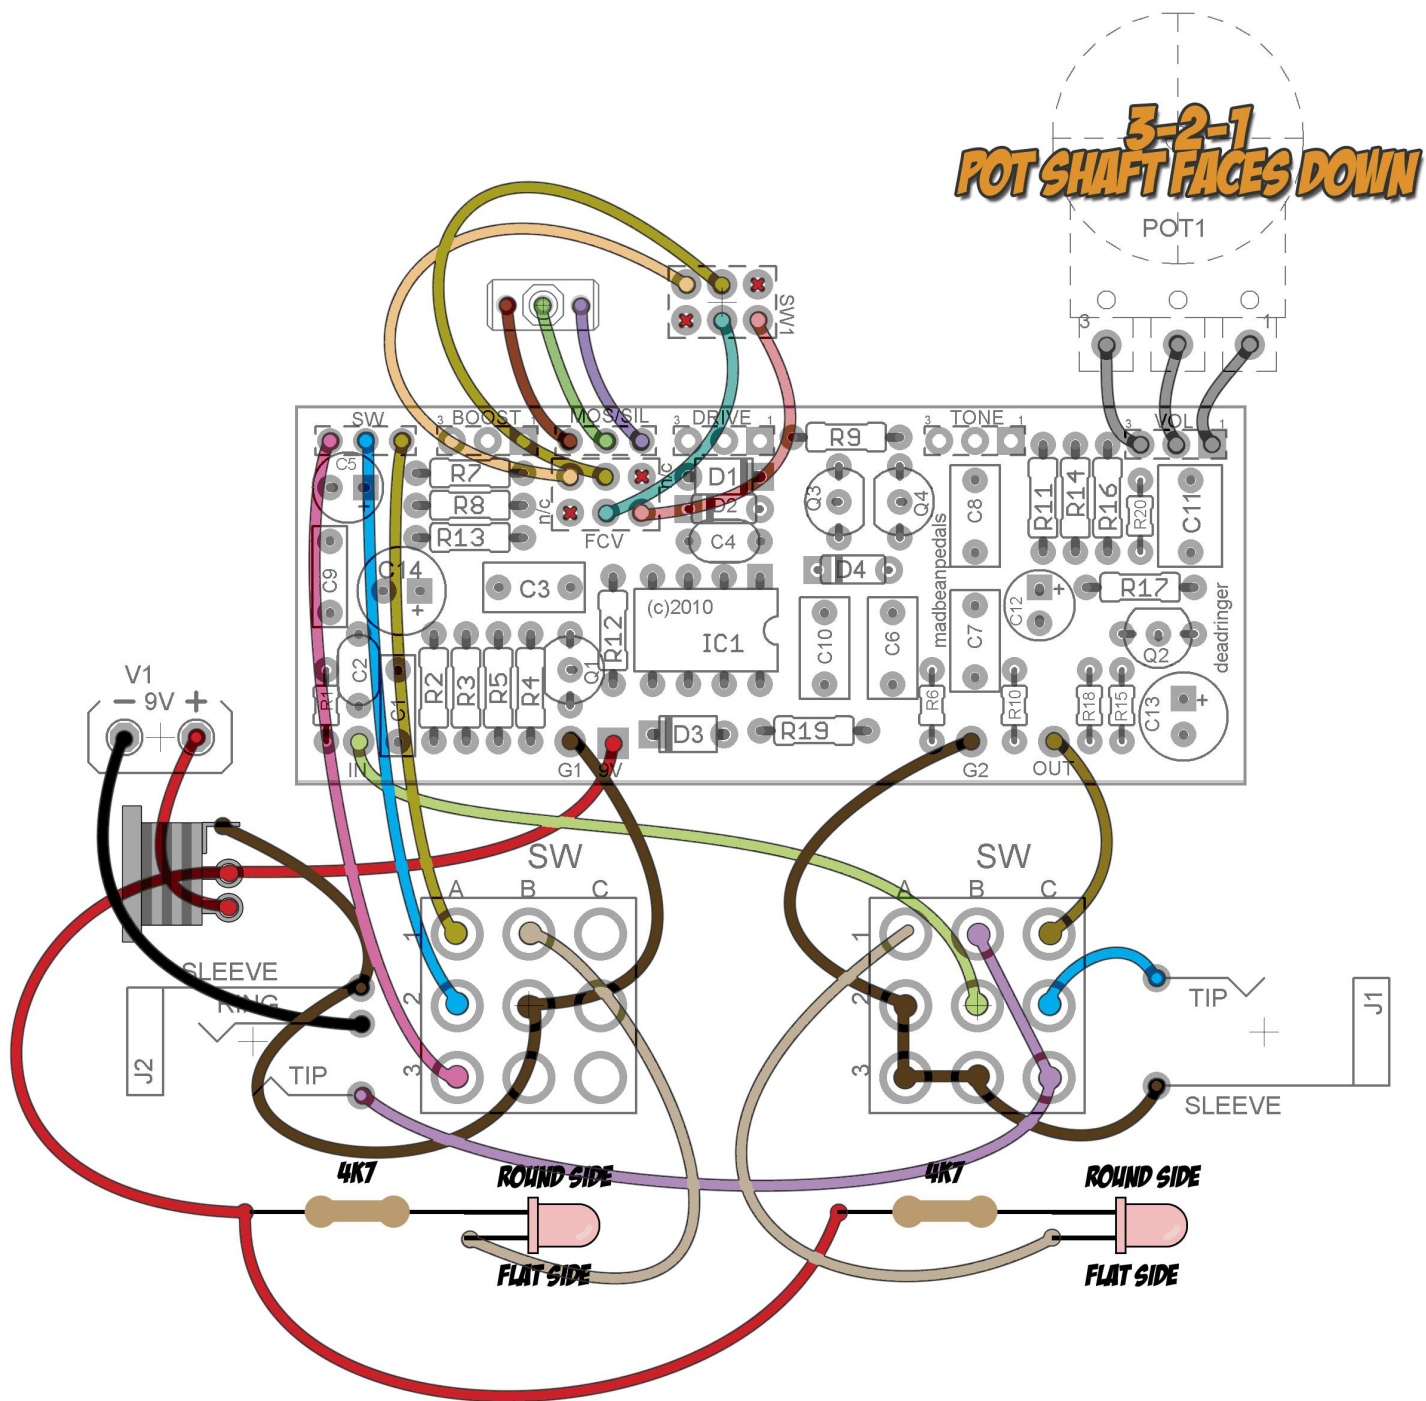 3-2-1
POT SHAFT FACES DOWN
POT1
3 1
SW1
SW
3 BOOST 1
MOS/SIL
3 DRIVE 1
3 TONE 1
3 VOL 1
C5
+
R7
R8
R13
n/c
n/c
FCV
D1
D2
C4
R9
Q3
Q4
madbeanpedals
C8
R11
R14
R16
R20
C11
C9
C14
+
C3
R12
(c)2010
IC1
D4
C10
C6
C7
C12
+
R17
Q2
deadringer
C2
R1
C1
R2
R3
R5
R4
Q1
D3
R19
R6
R10
R18
R15
C13
+
IN
G1
9V
G2
OUT
V1
- 9V +
SW
A B C
1
2
3
SW
A B C
1
2
3
SLEEVE
RING
TIP
J2
TIP
SLEEVE
J1
4K7
ROUND SIDE
FLAT SIDE
4K7
ROUND SIDE
FLAT SIDE